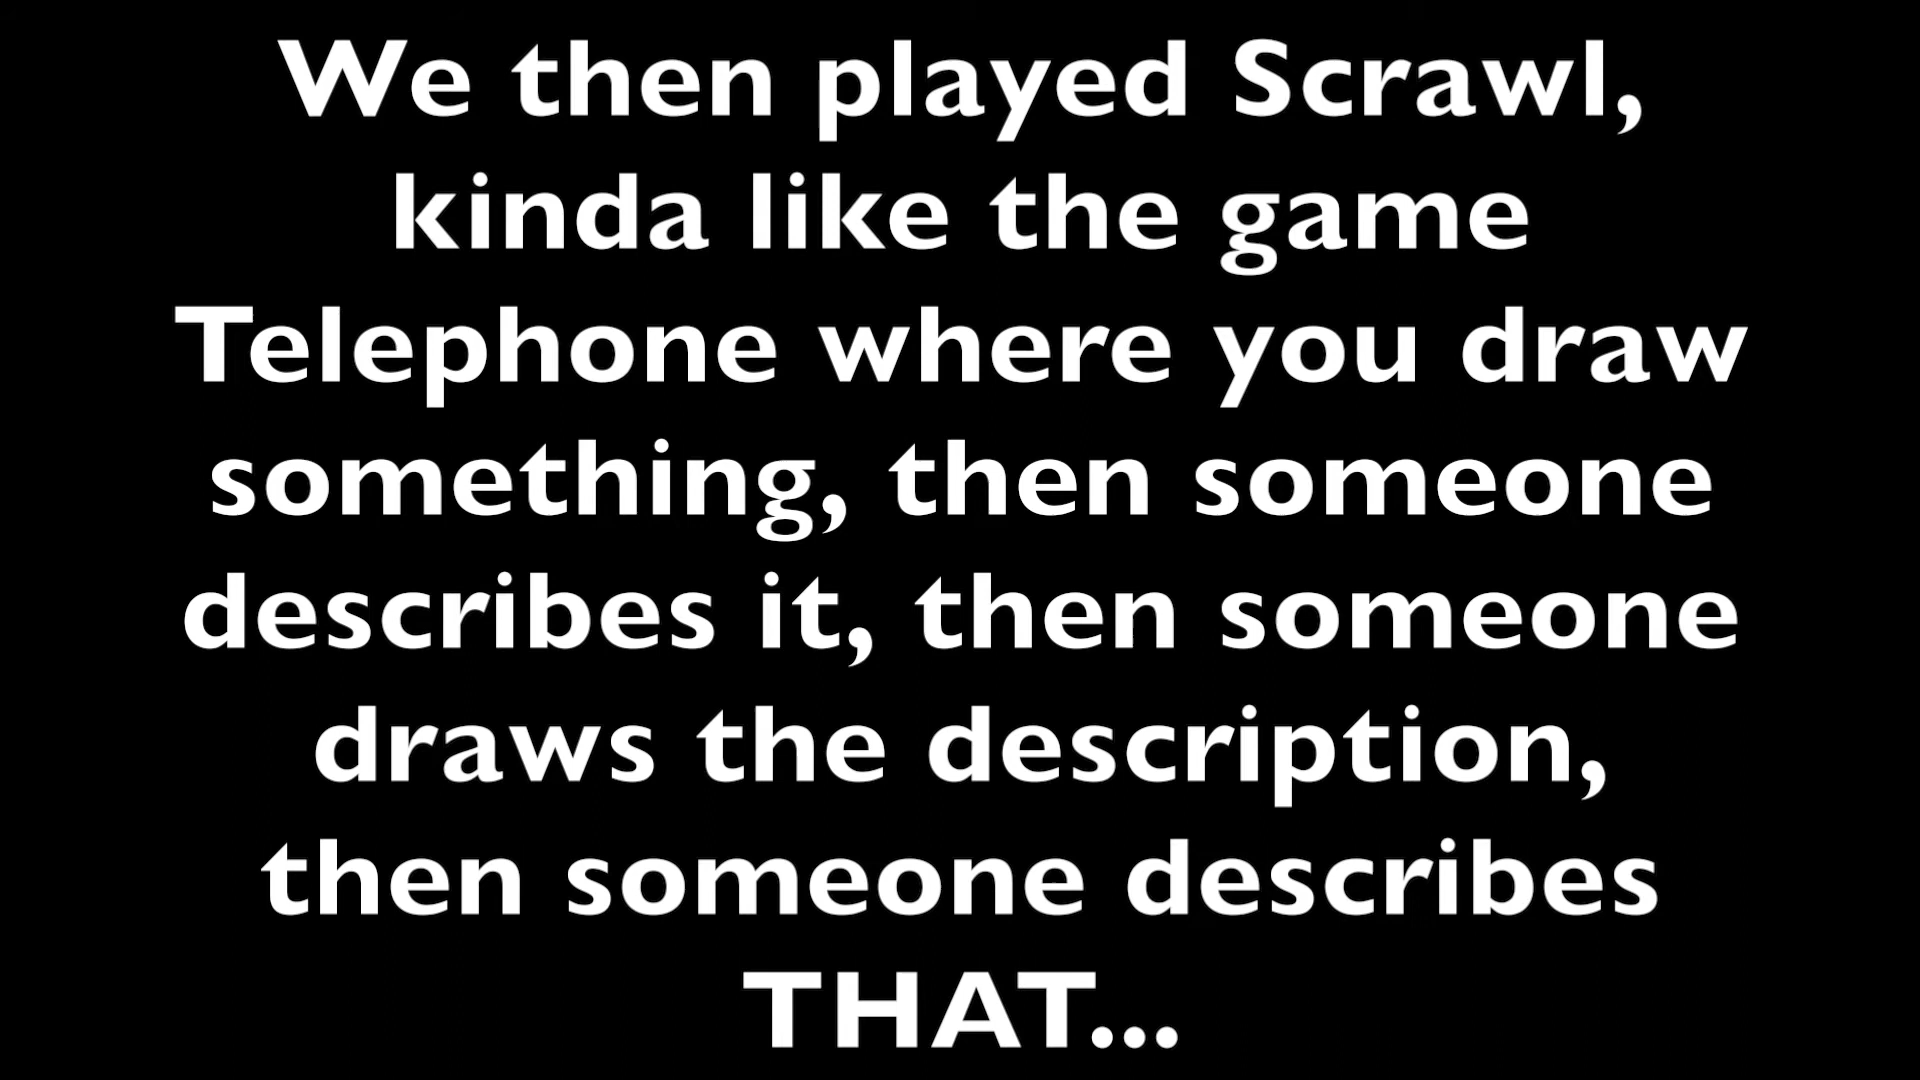 We then played Scrawl,
kinda like the game
Telephone where you draw
something, then someone
describes it, then someone
draws the description,
then someone describes
THAT...